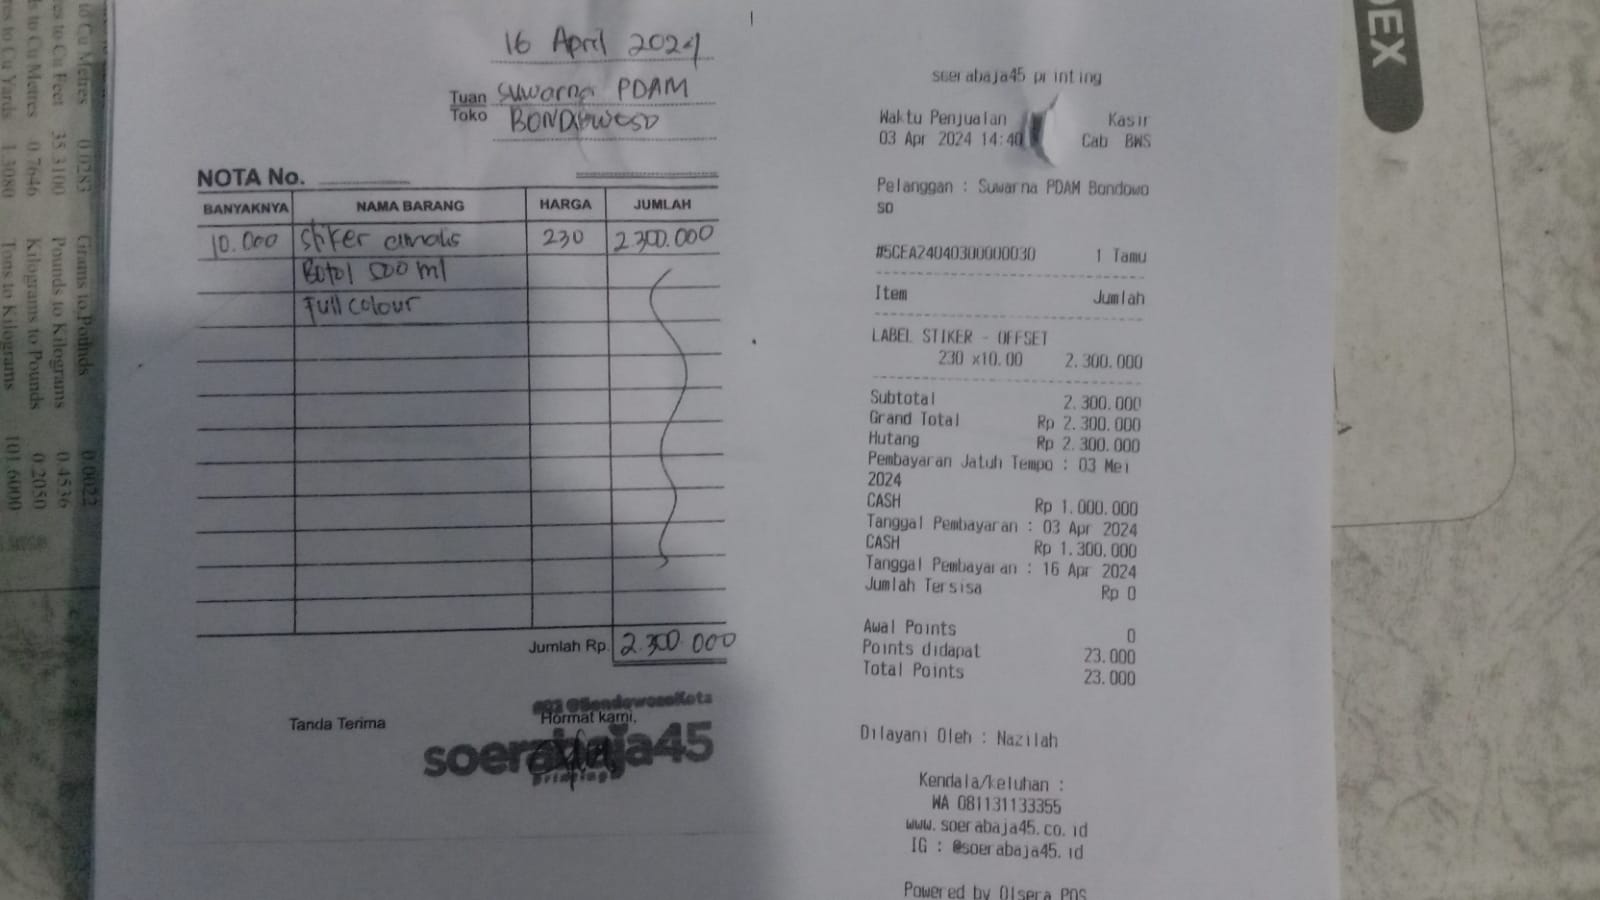 16 April 2024
Tuan Suwarna PDAM
Toko BONDOWOSO
NOTA No.
BANYAKNYA NAMA BARANG HARGA JUMLAH
10.000 Stiker amdis 230 2.300.000
Botol 500 ml
Full colour
Jumlah Rp. 2.300.000
Tanda Terima
Hormat kami,
soerabaja45
printing
soerabaja45 printing
Waktu Penjualan Kasir
03 Apr 2024 14:40 Cab BWS
Pelanggan : Suwarna PDAM Bondowo
so
#5CEA24040300000030 1 Tamu
Item Jumlah
LABEL STIKER - OFFSET
230 x10.00 2.300.000
Subtotal 2.300.000
Grand Total Rp 2.300.000
Hutang Rp 2.300.000
Pembayaran Jatuh Tempo : 03 Mei
2024
CASH Rp 1.000.000
Tanggal Pembayaran : 03 Apr 2024
CASH Rp 1.300.000
Tanggal Pembayaran : 16 Apr 2024
Jumlah Tersisa Rp 0
Awal Points 0
Points didapat 23.000
Total Points 23.000
Dilayani Oleh : Nazilah
Kendala/keluhan :
WA 081131133355
www.soerabaja45.co.id
IG : @soerabaja45.id
Powered by Olsera POS
DEX
Cu Metres 0.0283
res to Cu Feet 35.3100
to Cu Metres 0.7646
res to Cu Yards 1.3080
Grams to Pounds 0.0022
Pounds to Kilograms 0.4536
Kilograms to Pounds 0.2050
Tons to Kilograms 101.6000